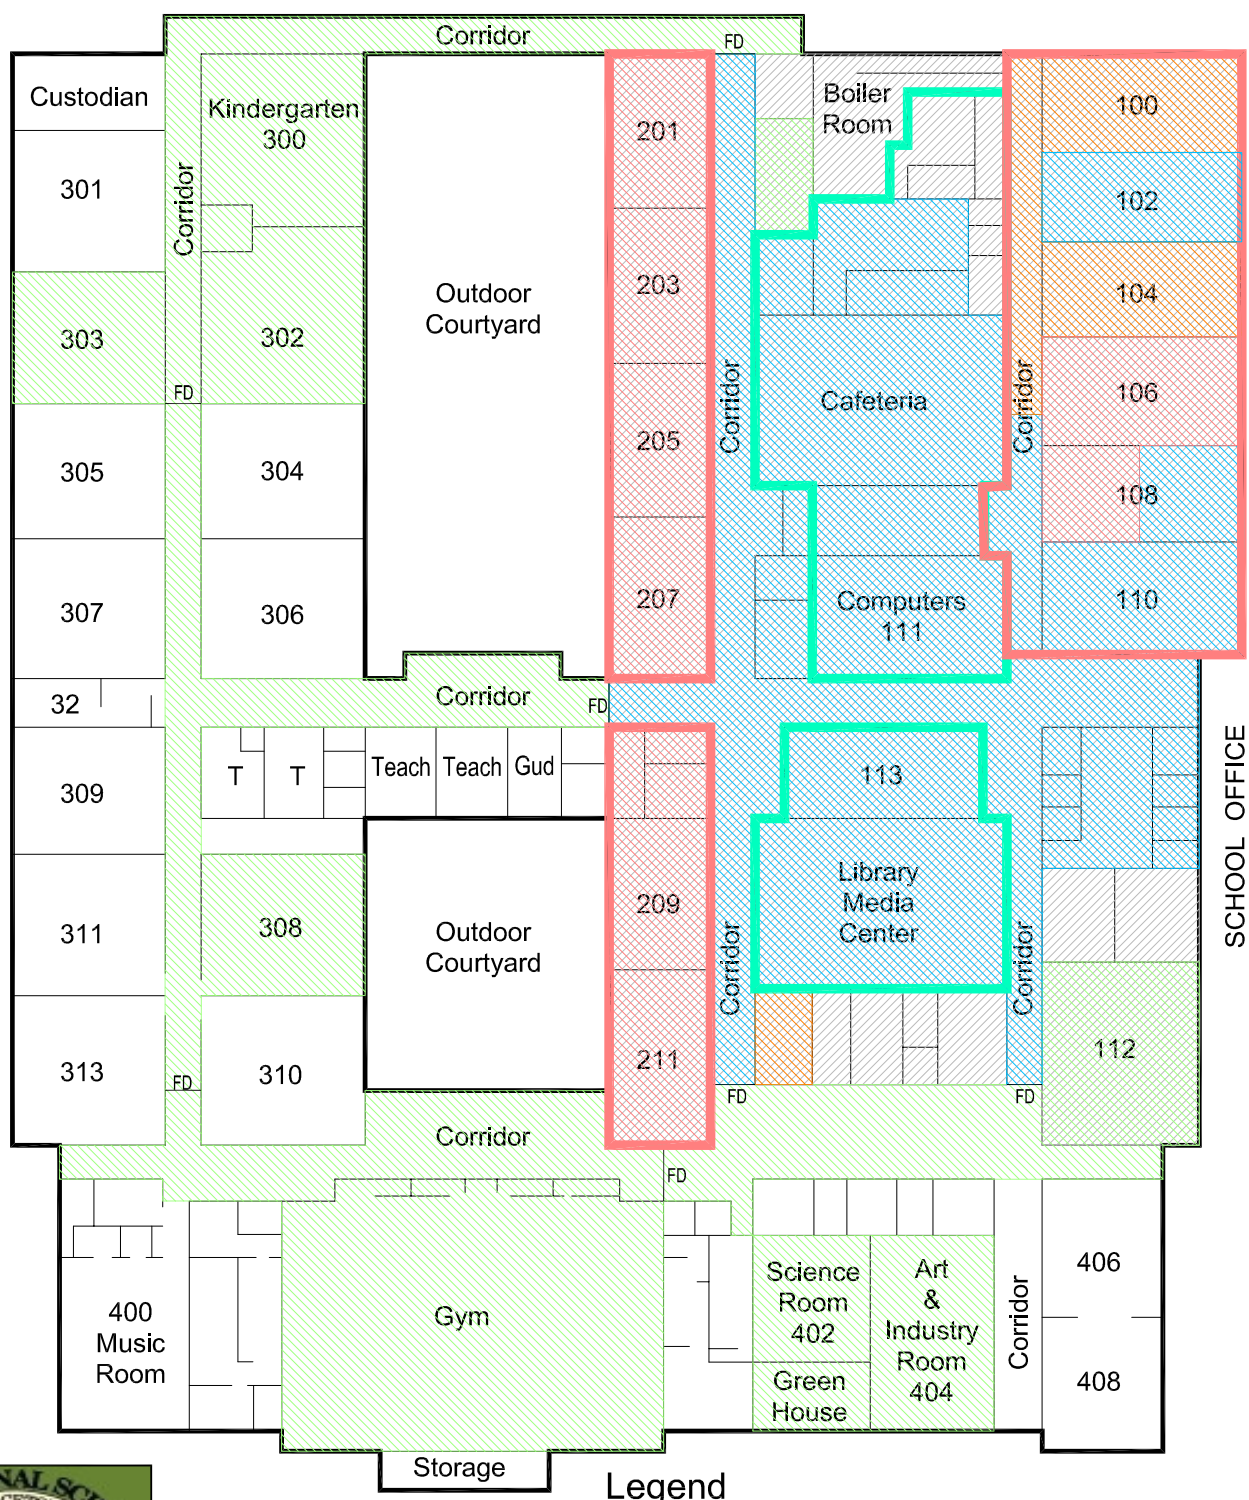 Corridor
FD
Custodian
Kindergarten
300
Boiler
Room
100
201
301
Corridor
102
203
104
Outdoor
Courtyard
303
302
FD
Corridor
Cafeteria
Corridor
106
205
305
304
108
207
307
306
Computers
111
110
32
Corridor
FD
T
T
Teach
Teach
Gud
113
309
SCHOOL OFFICE
Library
Media
Center
209
311
308
Outdoor
Courtyard
Corridor
Corridor
313
FD
310
211
112
FD
FD
Corridor
FD
400
Music
Room
Gym
Science
Room
402
Art
&
Industry
Room
404
Green
House
Corridor
406
408
Storage
Legend
NAL SC